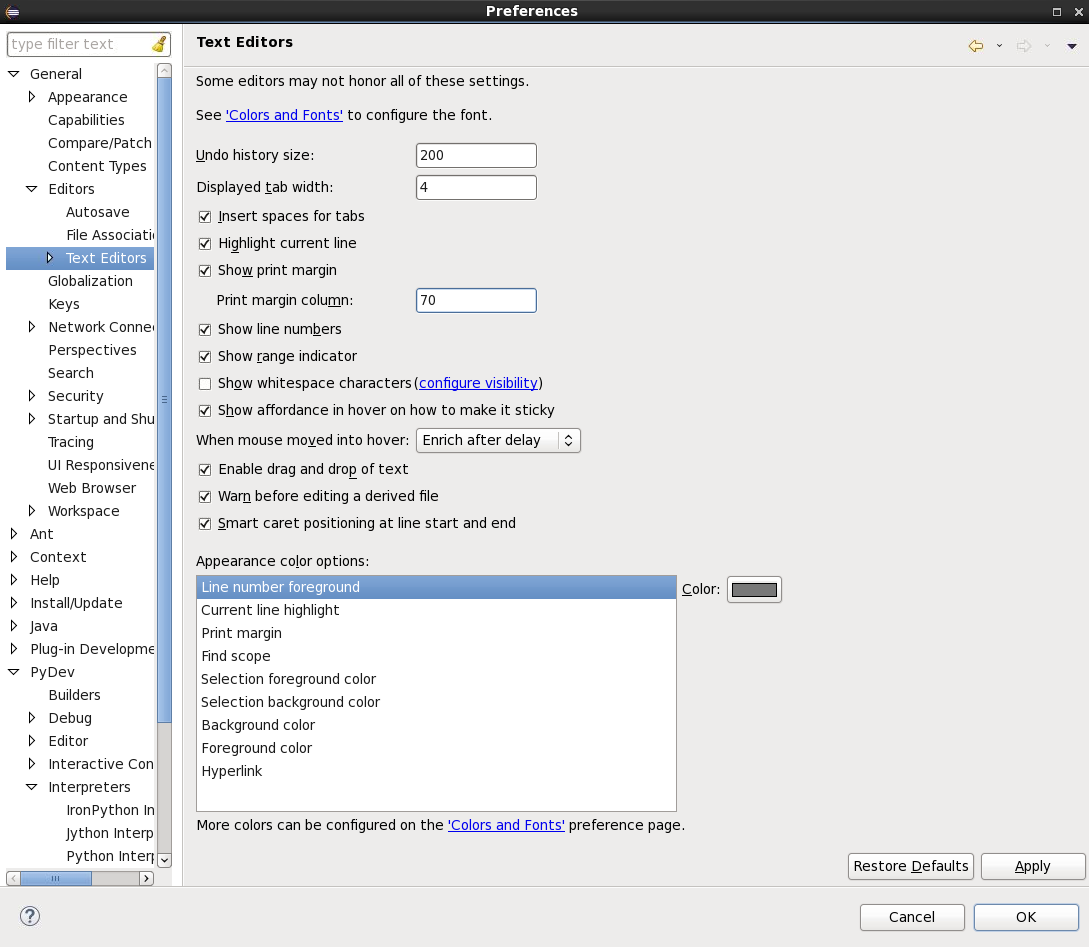 Preferences
type filter text
General
Appearance
Capabilities
Compare/Patch
Content Types
Editors
Autosave
File Associati
Text Editors
Globalization
Keys
Network Connec
Perspectives
Search
Security
Startup and Shu
Tracing
UI Responsivene
Web Browser
Workspace
Ant
Context
Help
Install/Update
Java
Plug-in Developme
PyDev
Builders
Debug
Editor
Interactive Con
Interpreters
IronPython In
Jython Interp
Python Interp
Text Editors
Some editors may not honor all of these settings.
See 'Colors and Fonts' to configure the font.
Undo history size: 200
Displayed tab width: 4
Insert spaces for tabs
Highlight current line
Show print margin
Print margin column: 70
Show line numbers
Show range indicator
Show whitespace characters (configure visibility)
Show affordance in hover on how to make it sticky
When mouse moved into hover: Enrich after delay
Enable drag and drop of text
Warn before editing a derived file
Smart caret positioning at line start and end
Appearance color options:
Line number foreground
Current line highlight
Print margin
Find scope
Selection foreground color
Selection background color
Background color
Foreground color
Hyperlink
Color:
More colors can be configured on the 'Colors and Fonts' preference page.
Restore Defaults Apply
Cancel OK